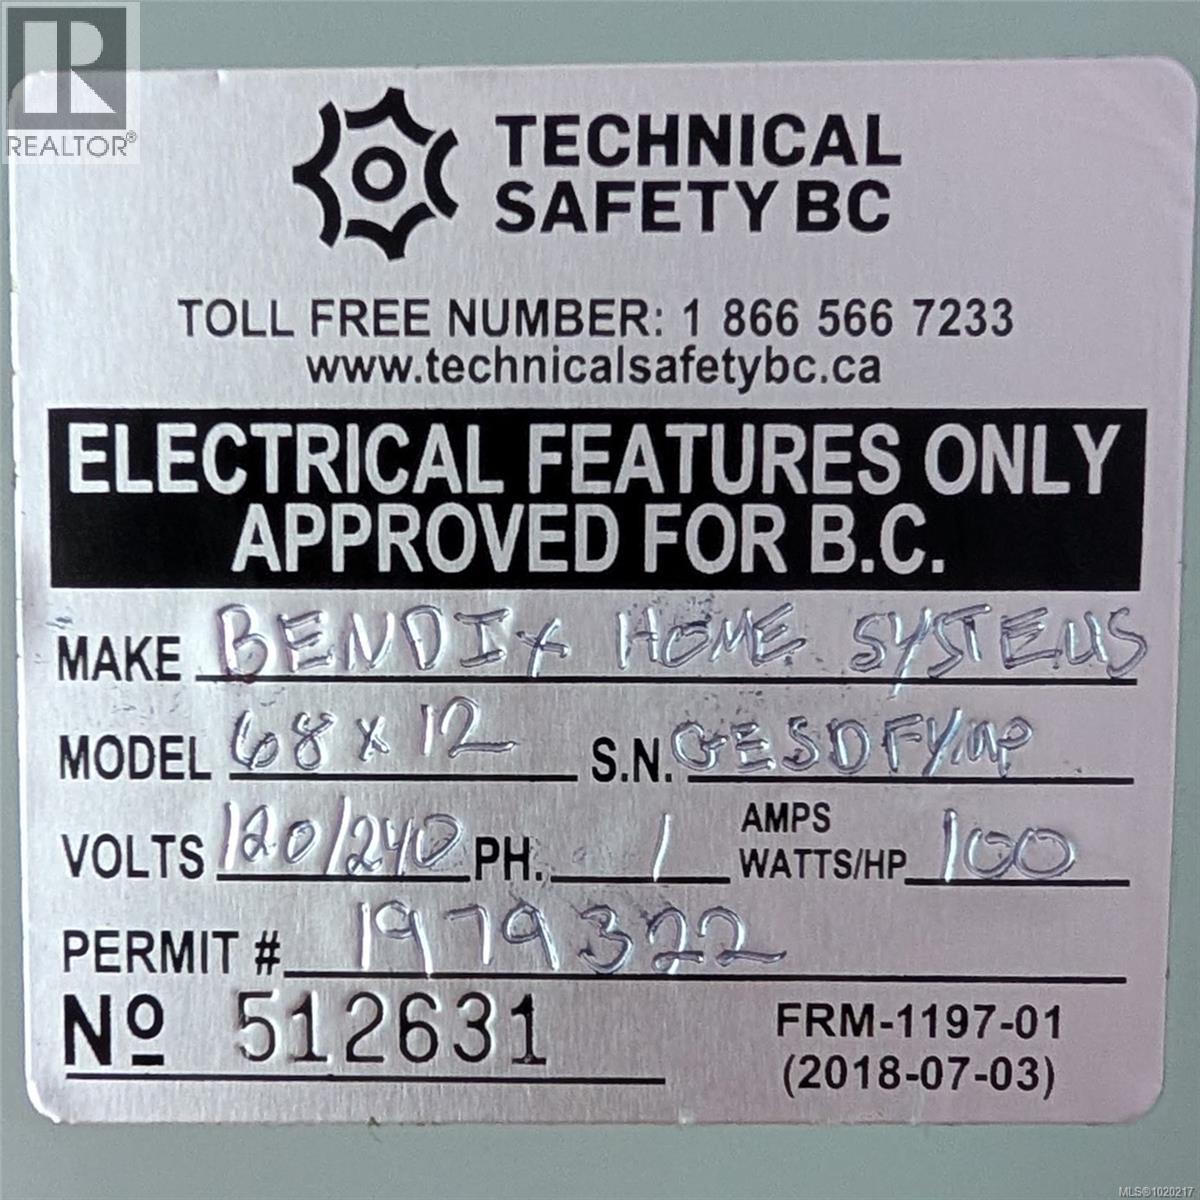 REALTOR®
TECHNICAL
SAFETY BC
TOLL FREE NUMBER: 1 866 566 7233
www.technicalsafetybc.ca
ELECTRICAL FEATURES ONLY
APPROVED FOR B.C.
MAKE BENDIX HOME SYSTEMS
MODEL 68 x 12 S.N.
VOLTS 120/240 PH. 1 AMPS WATTS/HP 100
PERMIT # 1979322
Nº 512631
FRM-1197-01
(2018-07-03)
MLS®1020217